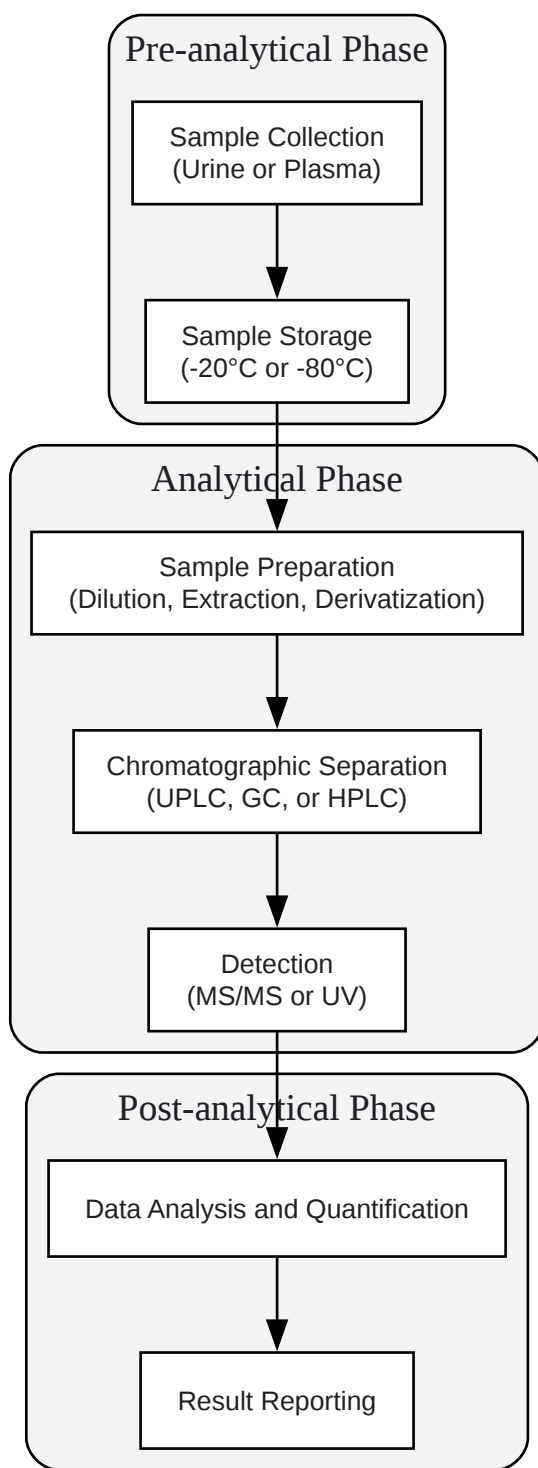 Pre-analytical Phase
Sample Collection
(Urine or Plasma)
Sample Storage
(-20°C or -80°C)
Analytical Phase
Sample Preparation
(Dilution, Extraction, Derivatization)
Chromatographic Separation
(UPLC, GC, or HPLC)
Detection
(MS/MS or UV)
Post-analytical Phase
Data Analysis and Quantification
Result Reporting